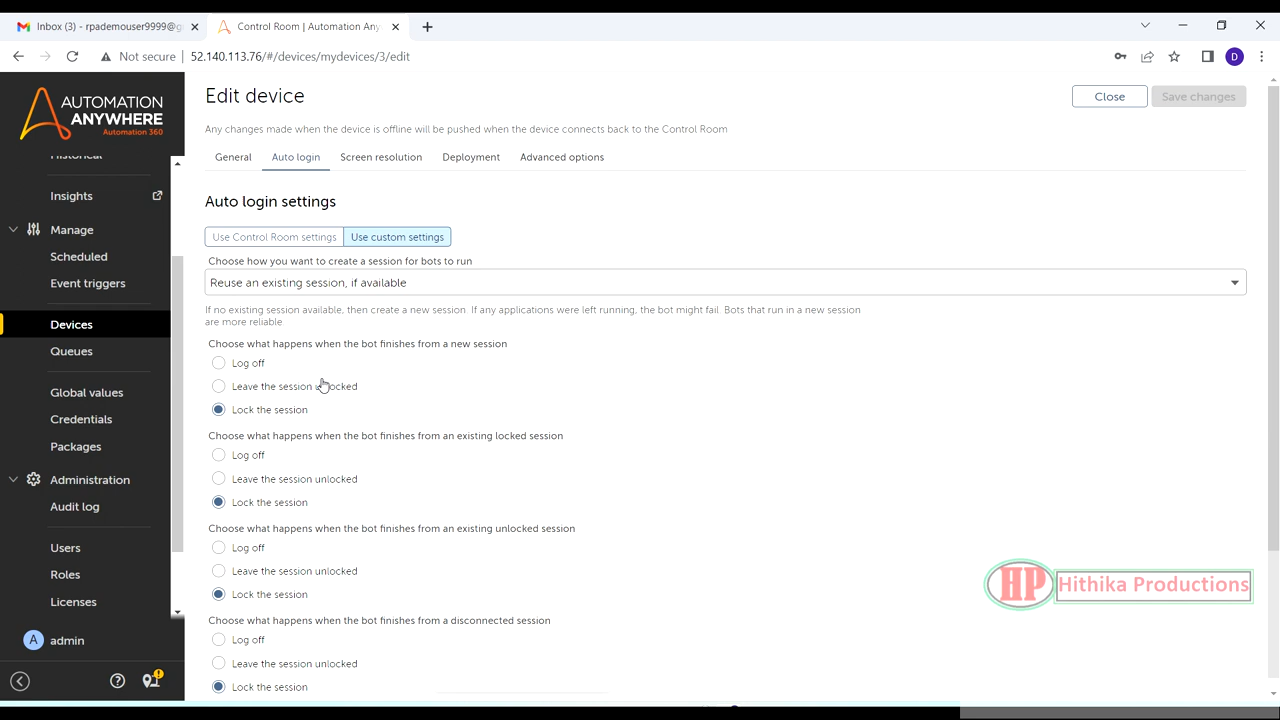 Inbox (3) - rpademouser9999@g
Control Room | Automation Any
Not secure
52.140.113.76/#/devices/mydevices/3/edit
D
AUTOMATION
ANYWHERE
Automation 360
Historical
Insights
Manage
Scheduled
Event triggers
Devices
Queues
Global values
Credentials
Packages
Administration
Audit log
Users
Roles
Licenses
A admin
Edit device
Close
Save changes
Any changes made when the device is offline will be pushed when the device connects back to the Control Room
General
Auto login
Screen resolution
Deployment
Advanced options
Auto login settings
Use Control Room settings
Use custom settings
Choose how you want to create a session for bots to run
Reuse an existing session, if available
If no existing session available, then create a new session. If any applications were left running, the bot might fail. Bots that run in a new session
are more reliable.
Choose what happens when the bot finishes from a new session
Log off
Leave the session unlocked
Lock the session
Choose what happens when the bot finishes from an existing locked session
Log off
Leave the session unlocked
Lock the session
Choose what happens when the bot finishes from an existing unlocked session
Log off
Leave the session unlocked
Lock the session
Choose what happens when the bot finishes from a disconnected session
Log off
Leave the session unlocked
Lock the session
HP Hithika Productions